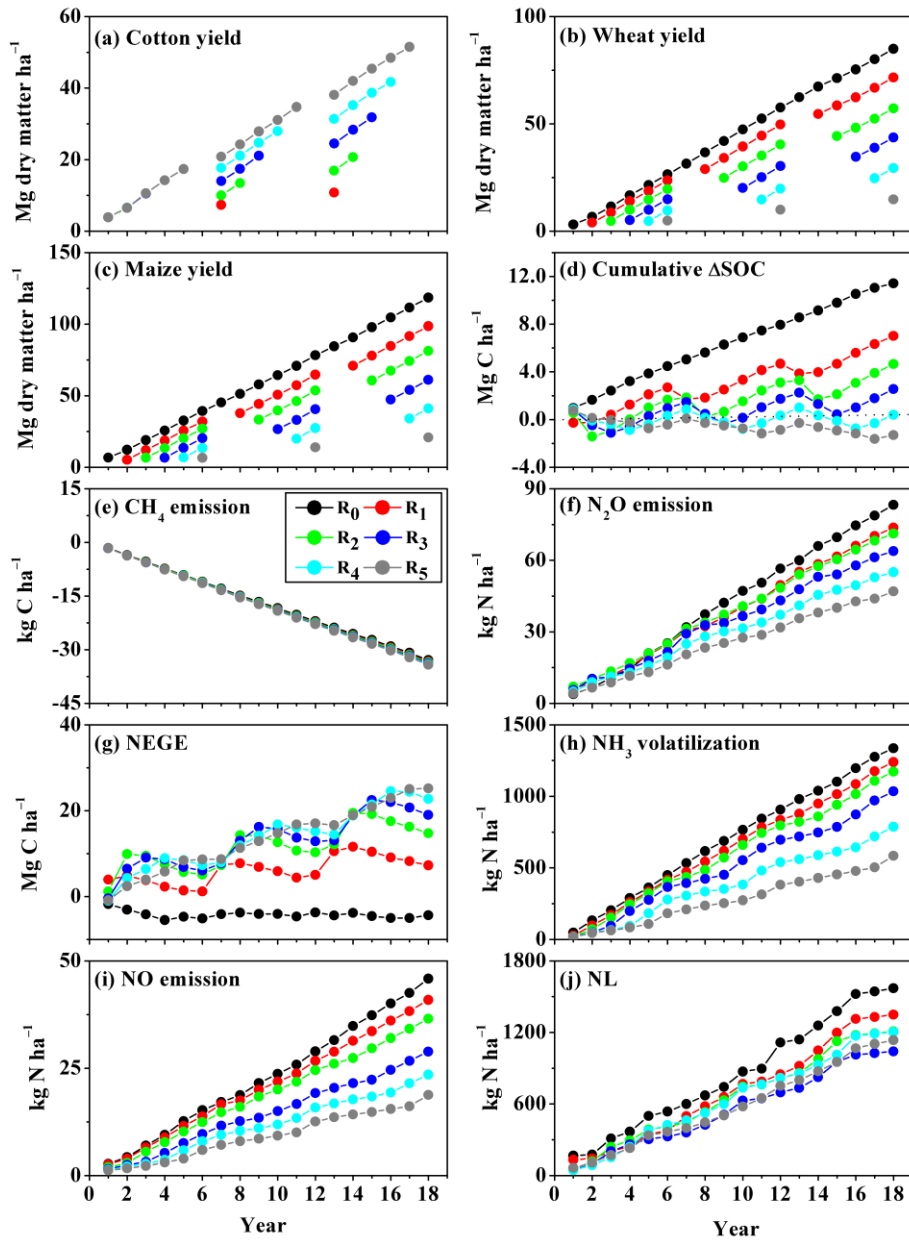 (a) Cotton yield
Mg dry matter ha⁻¹
60
40
20
0
(b) Wheat yield
Mg dry matter ha⁻¹
100
50
0
(c) Maize yield
Mg dry matter ha⁻¹
150
100
50
0
(d) Cumulative ΔSOC
Mg C ha⁻¹
12.0
8.0
4.0
0.0
-4.0
(e) CH₄ emission
kg C ha⁻¹
15
0
-15
-30
-45
R₀ R₁
R₂ R₃
R₄ R₅
(f) N₂O emission
kg N ha⁻¹
90
60
30
0
(g) NEGE
Mg C ha⁻¹
40
20
0
(h) NH₃ volatilization
kg N ha⁻¹
1500
1000
500
0
(i) NO emission
kg N ha⁻¹
50
25
0
0 2 4 6 8 10 12 14 16 18
Year
(j) NL
kg N ha⁻¹
1800
1200
600
0
0 2 4 6 8 10 12 14 16 18
Year